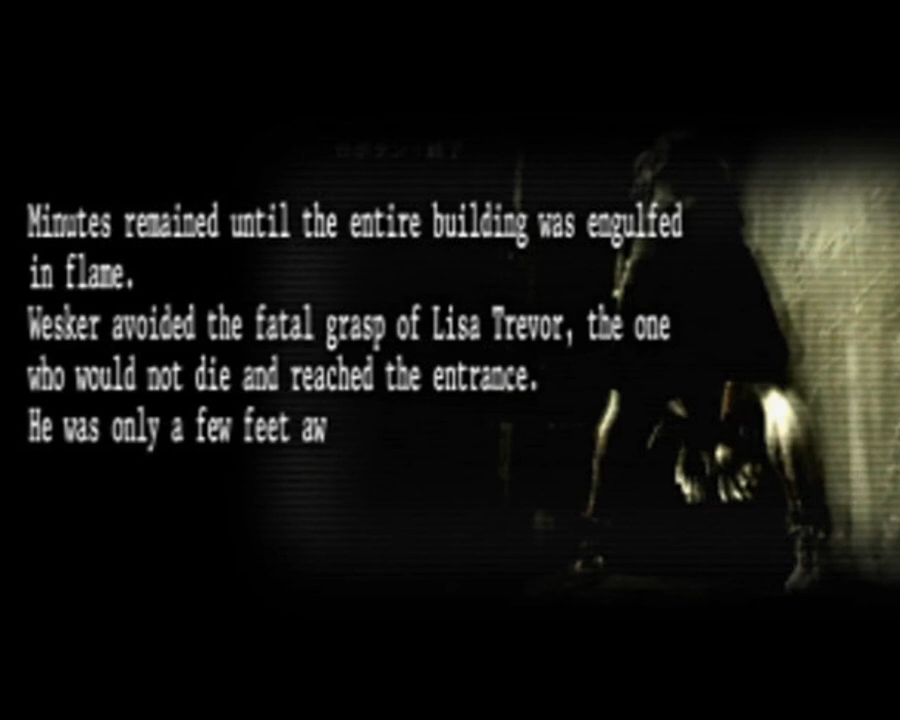 Minutes remained until the entire building was engulfed
in flame.
Wesker avoided the fatal grasp of Lisa Trevor, the one
who would not die and reached the entrance.
He was only a few feet aw